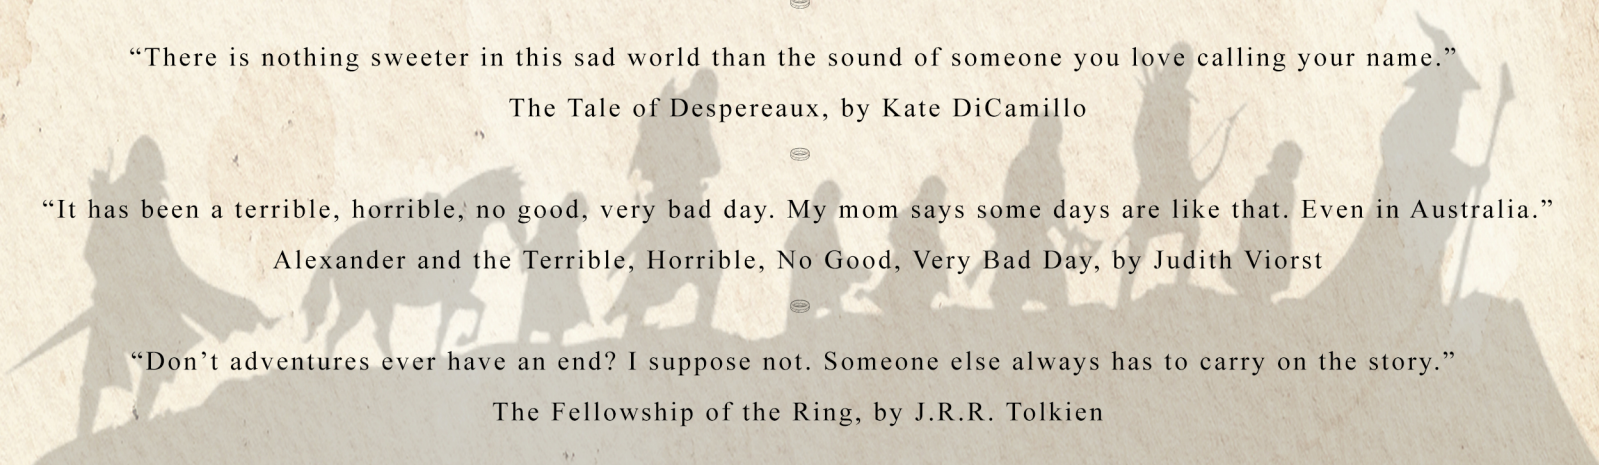 “There is nothing sweeter in this sad world than the sound of someone you love calling your name.”
The Tale of Despereaux, by Kate DiCamillo
“It has been a terrible, horrible, no good, very bad day. My mom says some days are like that. Even in Australia.”
Alexander and the Terrible, Horrible, No Good, Very Bad Day, by Judith Viorst
“Don’t adventures ever have an end? I suppose not. Someone else always has to carry on the story.”
The Fellowship of the Ring, by J.R.R. Tolkien